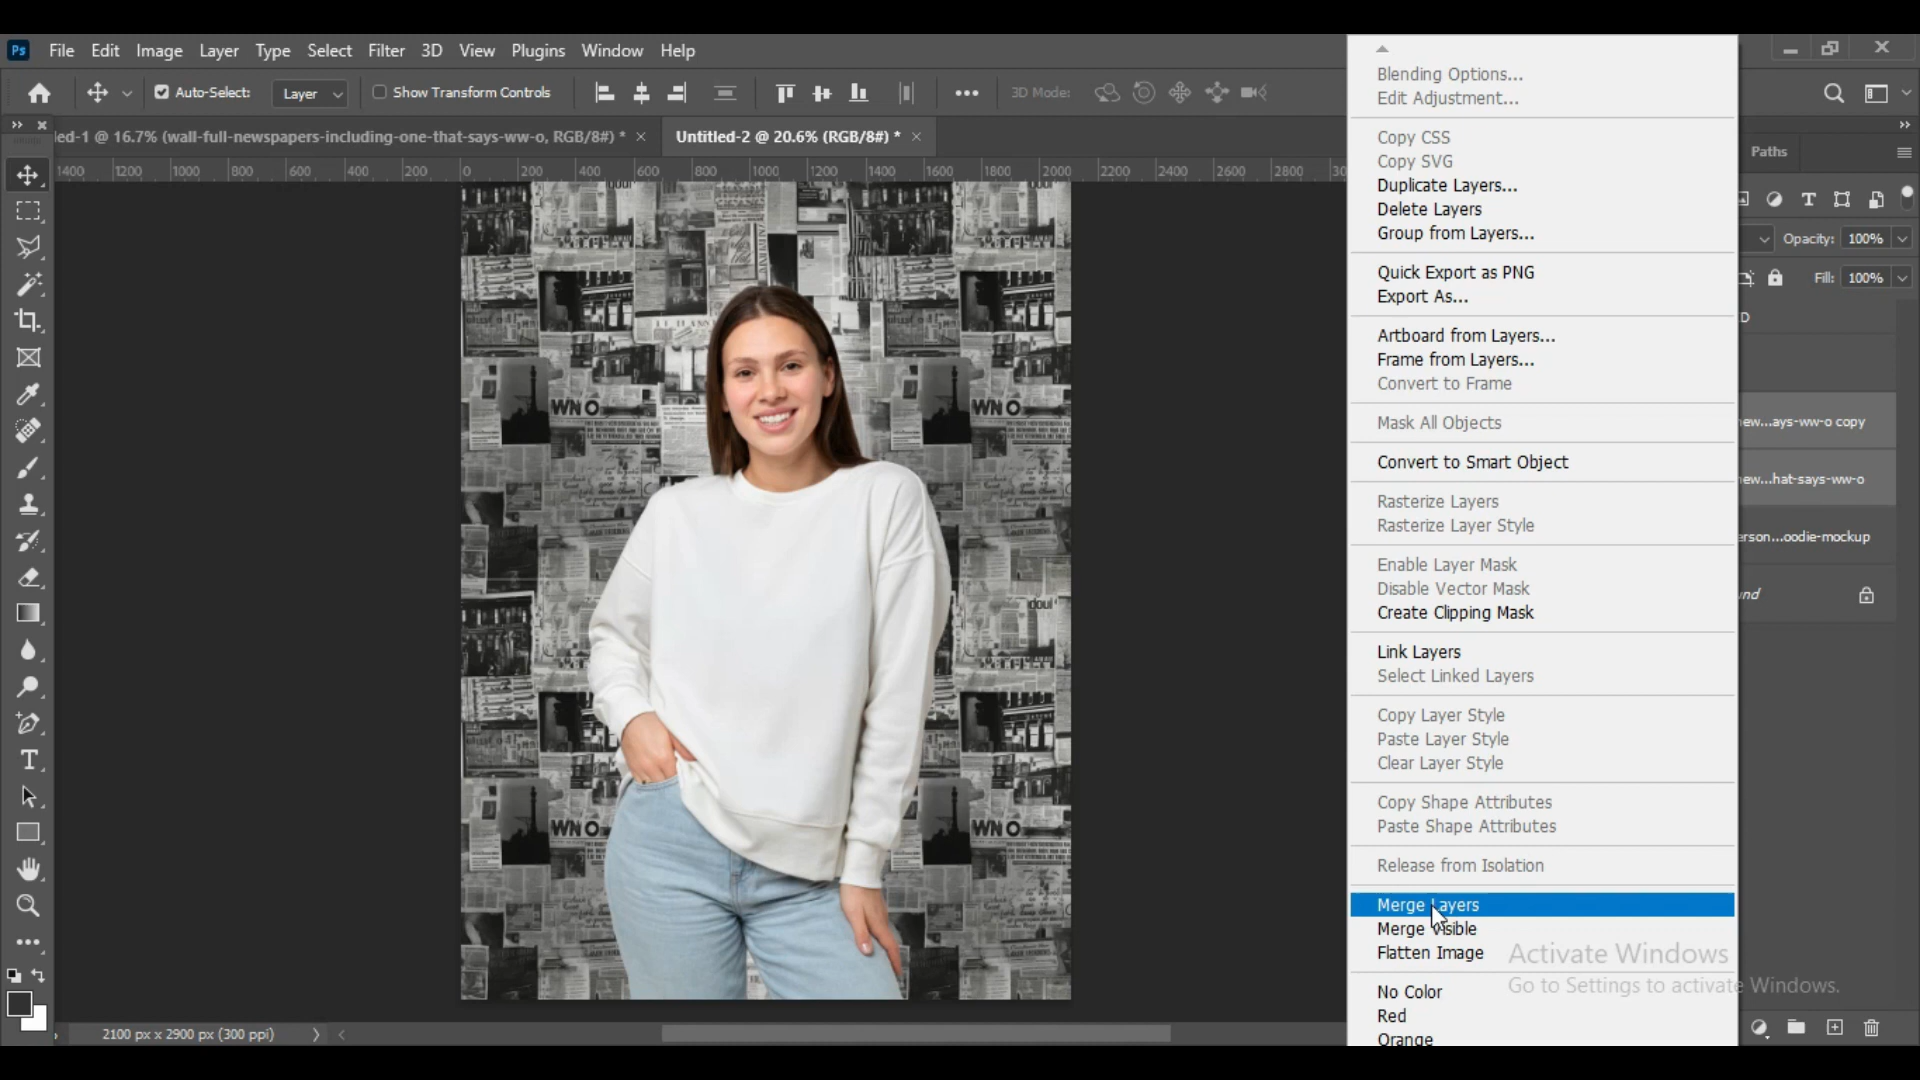 Ps File Edit Image Layer Type Select Filter 3D View Plugins Window Help
Auto-Select: Layer Show Transform Controls 3D Mode:
led-1 @ 16.7% (wall-full-newspapers-including-one-that-says-ww-o, RGB/8#) *
Untitled-2 @ 20.6% (RGB/8#) *
1400 1200 1000 800 600 400 200 0 200 400 600 800 1000 1200 1400 1600 1800 2000 2200 2400 2600 2800
Blending Options...
Edit Adjustment...
Copy CSS
Copy SVG
Duplicate Layers...
Delete Layers
Group from Layers...
Quick Export as PNG
Export As...
Artboard from Layers...
Frame from Layers...
Convert to Frame
Mask All Objects
Convert to Smart Object
Rasterize Layers
Rasterize Layer Style
Enable Layer Mask
Disable Vector Mask
Create Clipping Mask
Link Layers
Select Linked Layers
Copy Layer Style
Paste Layer Style
Clear Layer Style
Copy Shape Attributes
Paste Shape Attributes
Release from Isolation
Merge Layers
Merge Visible
Flatten Image
No Color
Red
Orange
Paths
Opacity: 100%
Fill: 100%
D
ew...ays-ww-o copy
ew...hat-says-ww-o
erson...oodie-mockup
und
WN O
WN O
doul
WN O
WN O
Activate Windows
Go to Settings to activate Windows.
2100 px x 2900 px (300 ppi)